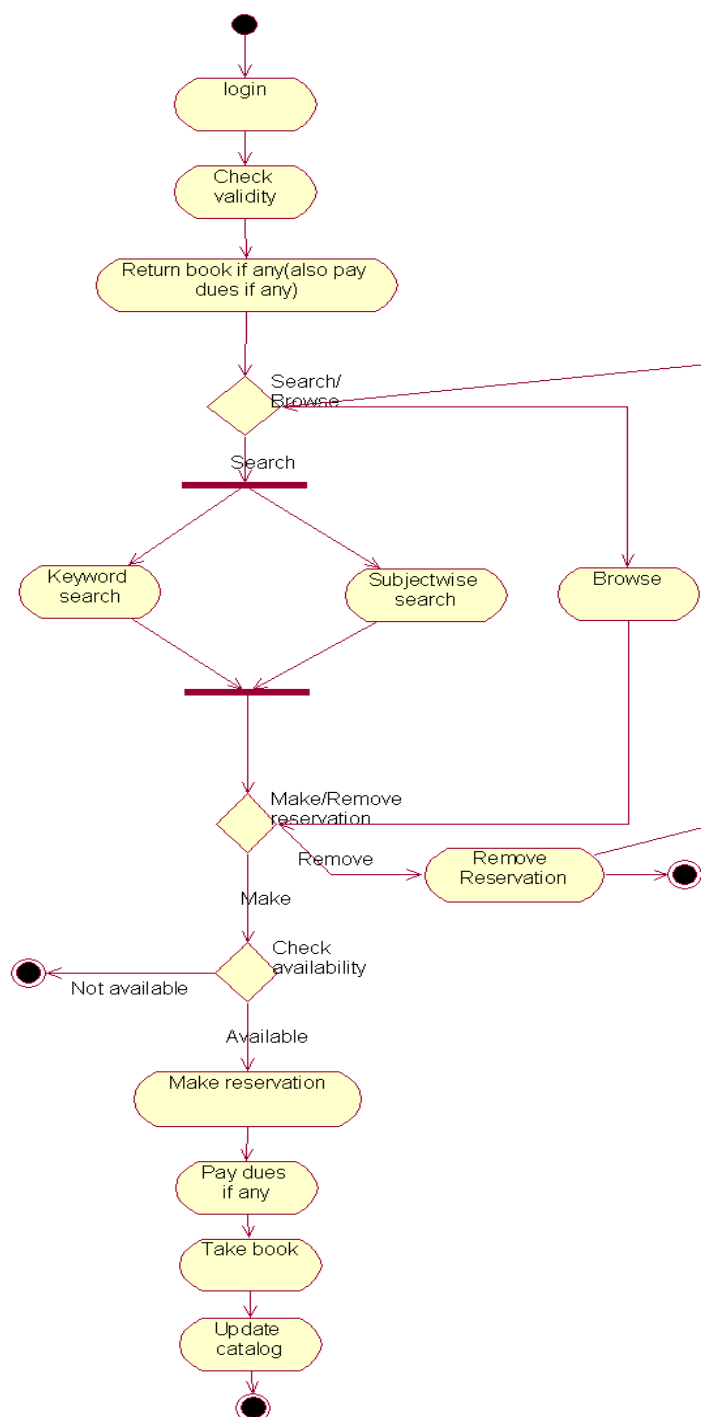 login
Check
validity
Return book if any(also pay
dues if any)
Search/
Browse
Search
Keyword
search
Subjectwise
search
Browse
Make/Remove
reservation
Remove
Remove
Reservation
Make
Check
availability
Not available
Available
Make reservation
Pay dues
if any
Take book
Update
catalog